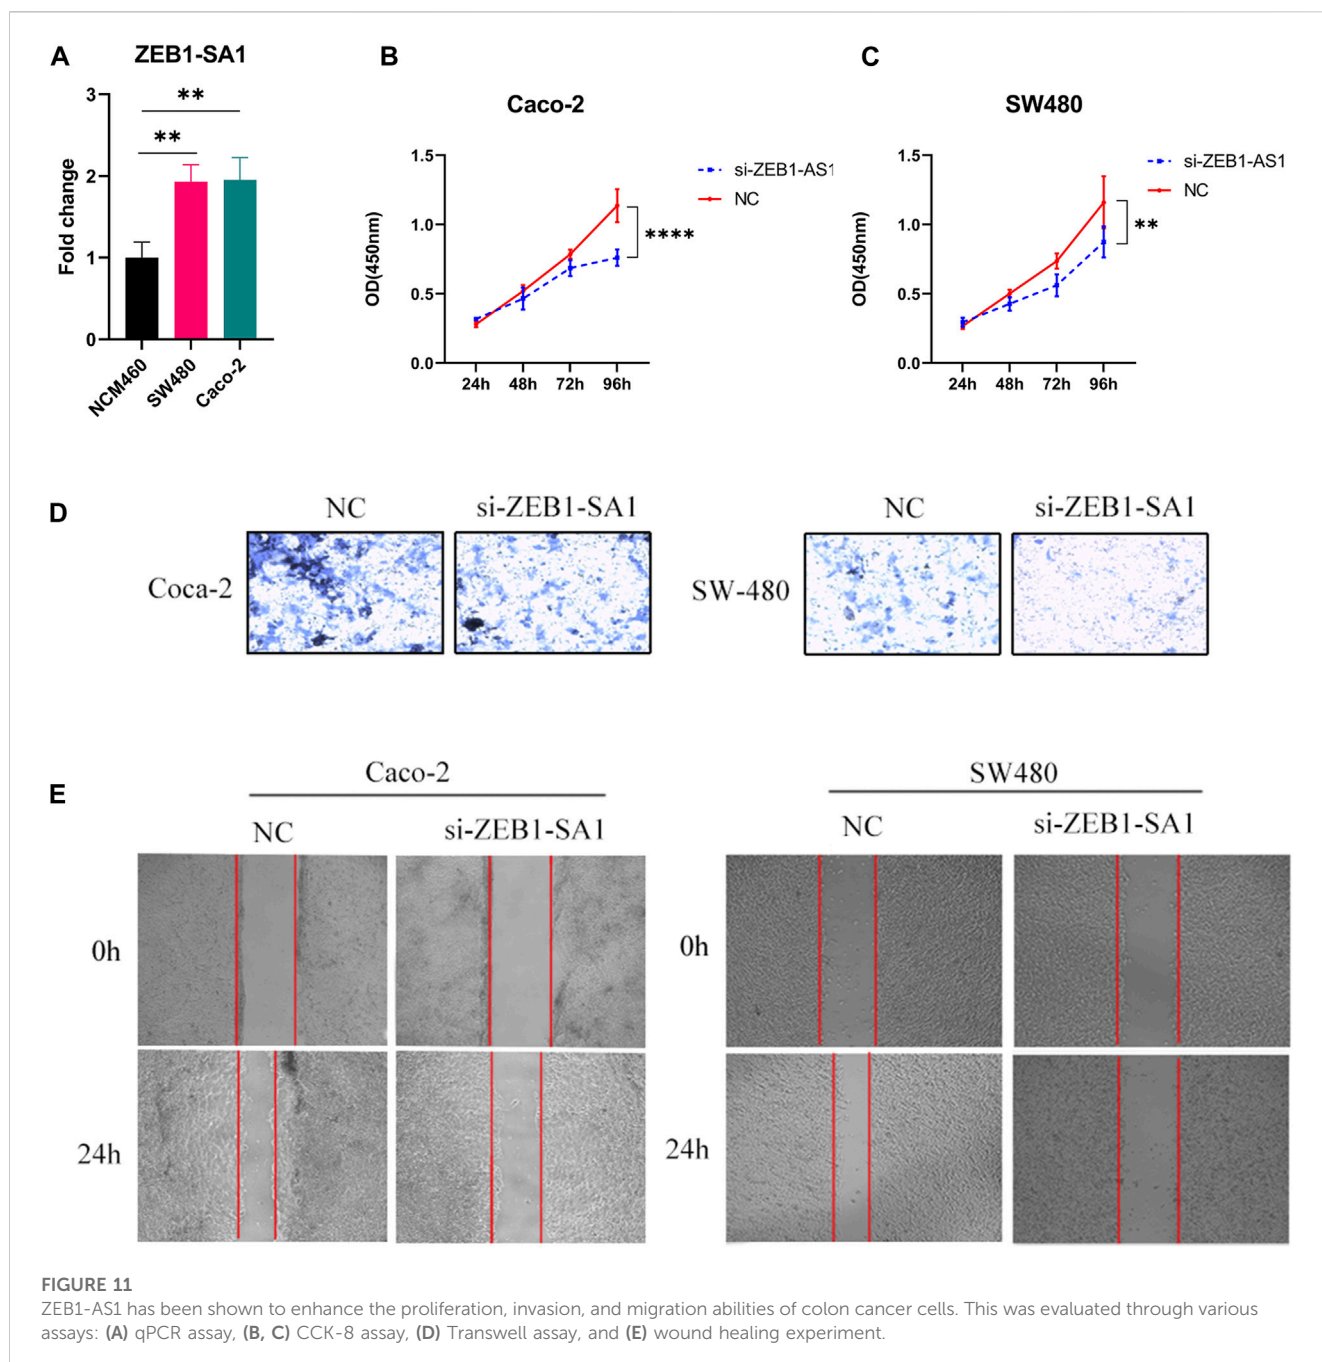 A
ZEB1-SA1
Fold change
3
2
1
0
**
**
NCM460
SW480
Caco-2
B
Caco-2
OD(450nm)
1.5
1.0
0.5
0.0
24h 48h 72h 96h
si-ZEB1-AS1
NC
****
C
SW480
OD(450nm)
1.5
1.0
0.5
0.0
24h 48h 72h 96h
si-ZEB1-AS1
NC
**
D
NC si-ZEB1-SA1 NC si-ZEB1-SA1
Coca-2 SW-480
E
Caco-2 SW480
NC si-ZEB1-SA1 NC si-ZEB1-SA1
0h 0h
24h 24h
FIGURE 11
ZEB1-AS1 has been shown to enhance the proliferation, invasion, and migration abilities of colon cancer cells. This was evaluated through various
assays: (A) qPCR assay, (B, C) CCK-8 assay, (D) Transwell assay, and (E) wound healing experiment.